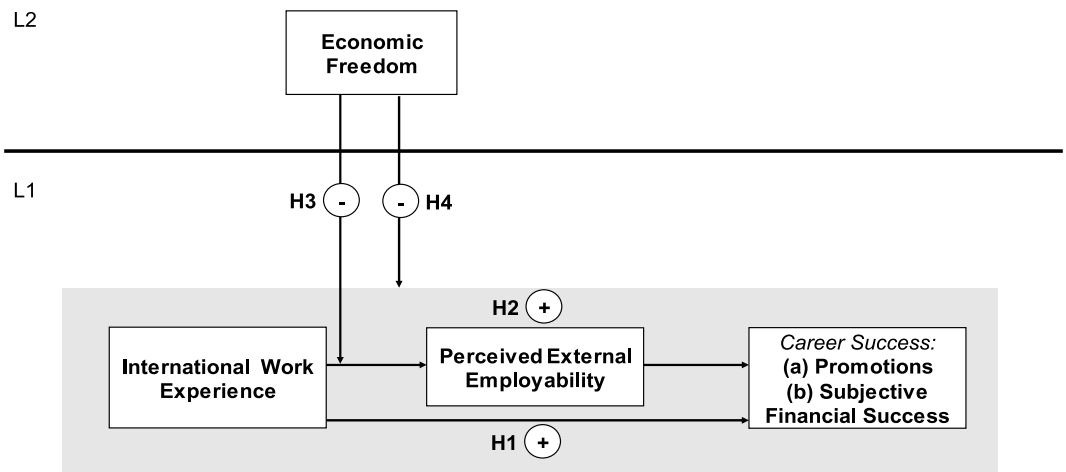 L2
Economic
Freedom
L1
H3 - - H4
H2 +
International Work
Experience
Perceived External
Employability
Career Success:
(a) Promotions
(b) Subjective
Financial Success
H1 +